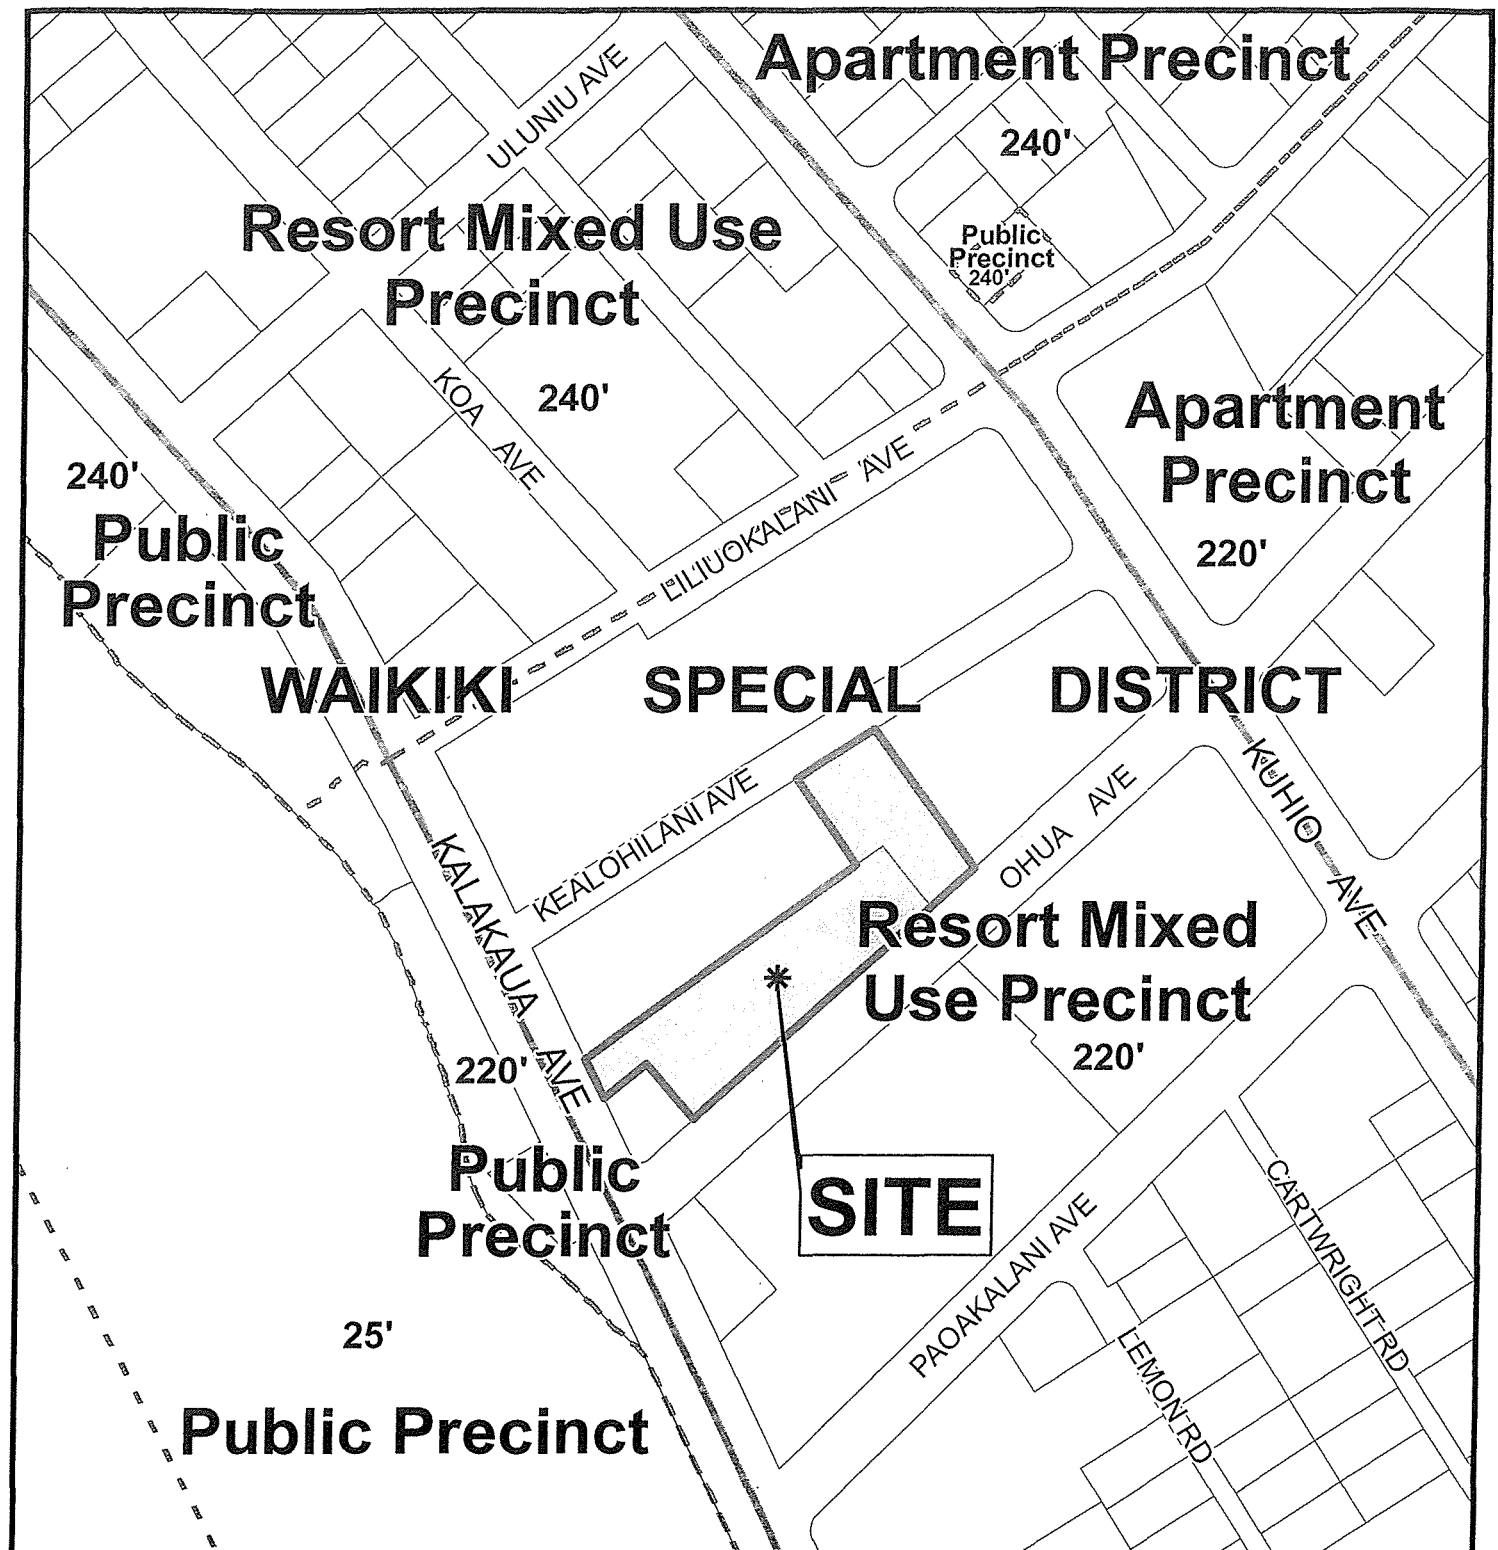 Apartment Precinct
240'
ULUNIU AVE
Resort Mixed Use
Precinct
240'
Public
Precinct
240'
KOA AVE
Apartment
Precinct
220'
240'
Public
Precinct
LILIUOKALANI AVE
WAIKIKI SPECIAL DISTRICT
KUHIO AVE
KEALOHILANI AVE
OHUA AVE
KALAKAUA AVE
Resort Mixed
Use Precinct
220'
220'
Public
Precinct
SITE
PAOAKALANI AVE
CARTWRIGHT RD
LEMON RD
25'
Public Precinct